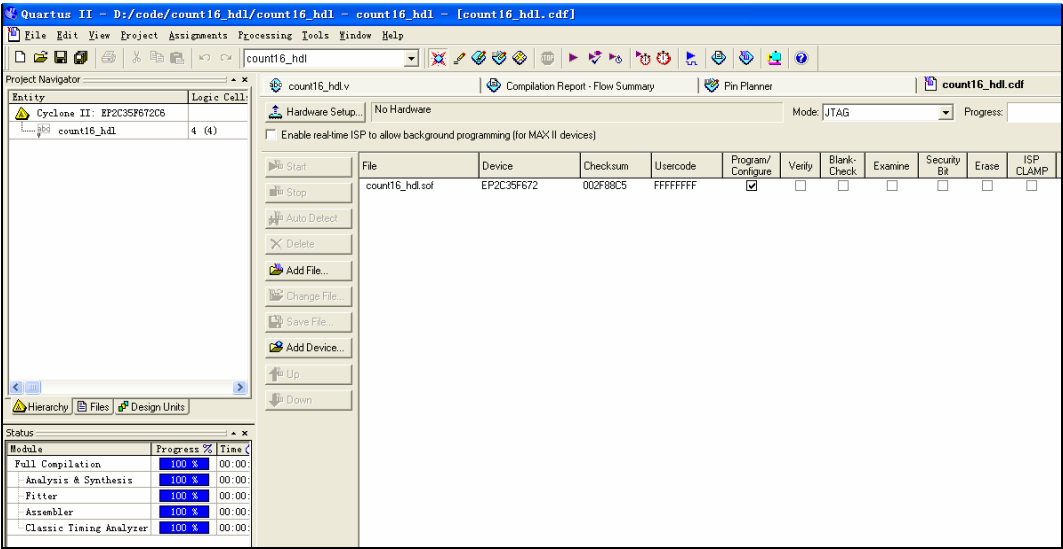 Quartus II - D:/code/count16_hdl/count16_hdl - count16_hdl - [count16_hdl.cdf]
File Edit View Project Assignments Processing Tools Window Help
count16_hdl
Project Navigator
Entity Logic Cell
Cyclone II: EP2C35F672C6
count16_hdl 4 (4)
Hierarchy Files Design Units
Status
Module Progress % Time (
Full Compilation 100 % 00:00:
Analysis & Synthesis 100 % 00:00:
Fitter 100 % 00:00:
Assembler 100 % 00:00:
Classic Timing Analyzer 100 % 00:00:
count16_hdl.v Compilation Report - Flow Summary Pin Planner count16_hdl.cdf
Hardware Setup... No Hardware Mode: JTAG Progress:
Enable real-time ISP to allow background programming (for MAX II devices)
Start
Stop
Auto Detect
Delete
Add File...
Change File...
Save File...
Add Device...
Up
Down
File Device Checksum Usercode Program/ Configure Verify Blank- Check Examine Security Bit Erase ISP CLAMP
count16_hdl.sof EP2C35F672 002F88C5 FFFFFFFF